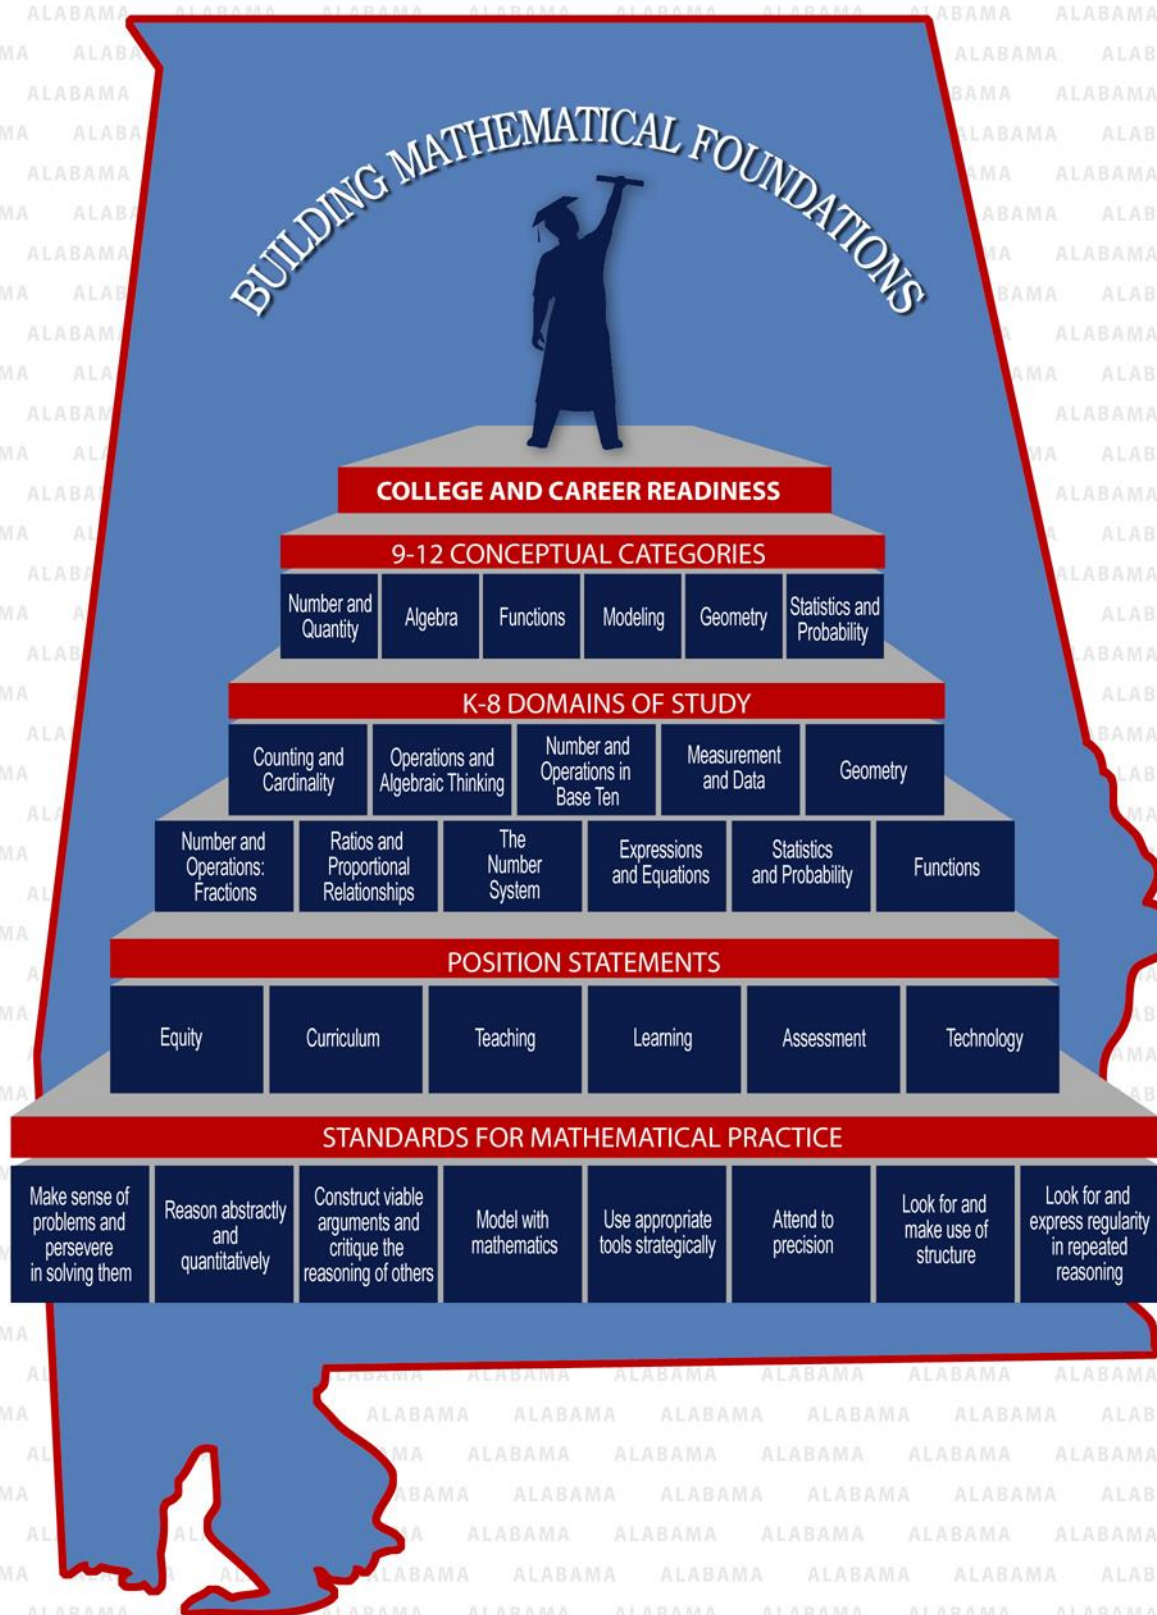 BUILDING MATHEMATICAL FOUNDATIONS
COLLEGE AND CAREER READINESS
9-12 CONCEPTUAL CATEGORIES
Number and
Quantity
Algebra
Functions
Modeling
Geometry
Statistics and
Probability
K-8 DOMAINS OF STUDY
Counting and
Cardinality
Operations and
Algebraic Thinking
Number and
Operations in
Base Ten
Measurement
and Data
Geometry
Number and
Operations:
Fractions
Ratios and
Proportional
Relationships
The
Number
System
Expressions
and Equations
Statistics
and Probability
Functions
POSITION STATEMENTS
Equity
Curriculum
Teaching
Learning
Assessment
Technology
STANDARDS FOR MATHEMATICAL PRACTICE
Make sense of
problems and
persevere
in solving them
Reason abstractly
and
quantitatively
Construct viable
arguments and
critique the
reasoning of others
Model with
mathematics
Use appropriate
tools strategically
Attend to
precision
Look for and
make use of
structure
Look for and
express regularity
in repeated
reasoning
ALABAMA ALABAMA ALABAMA ALABAMA ALABAMA